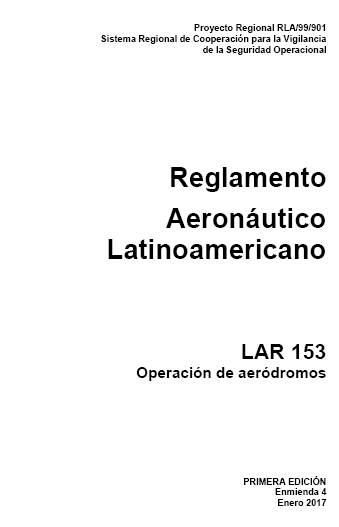 Proyecto Regional RLA/99/901
Sistema Regional de Cooperación para la Vigilancia
de la Seguridad Operacional
Reglamento
Aeronáutico
Latinoamericano
LAR 153
Operación de aeródromos
PRIMERA EDICIÓN
Enmienda 4
Enero 2017